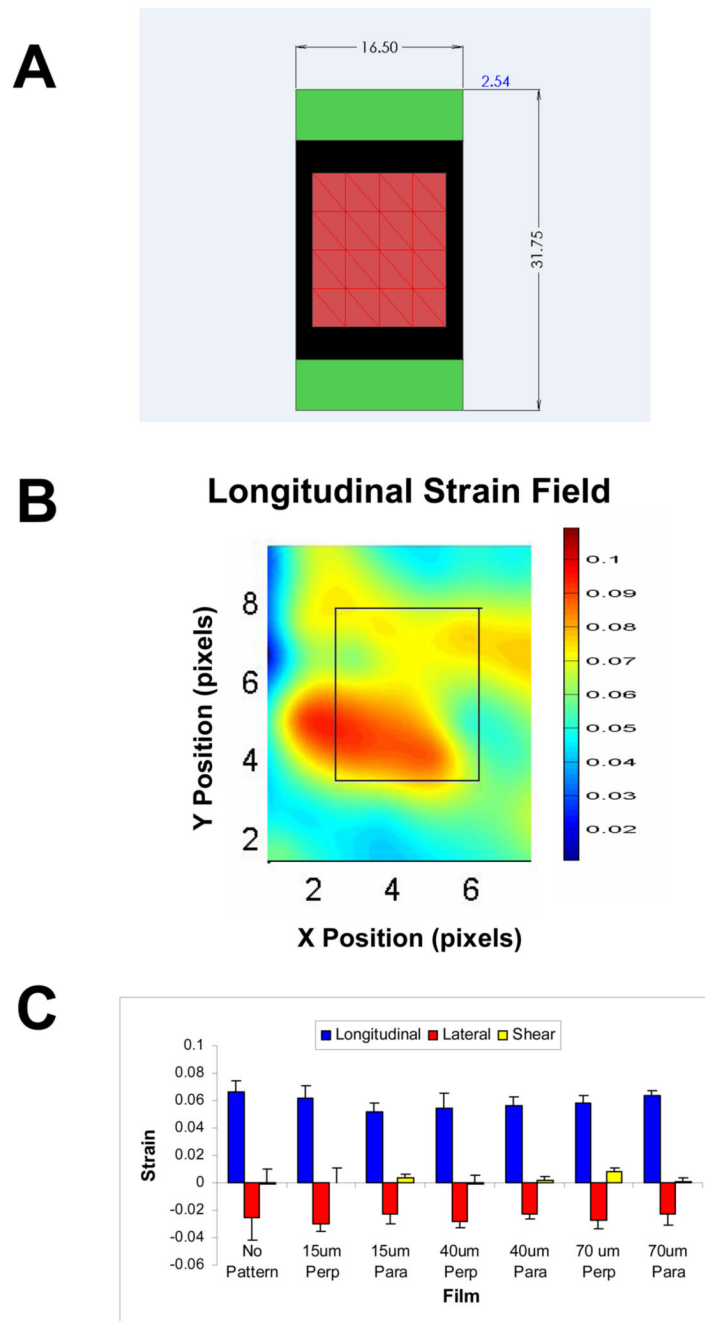 A
16.50
2.54
31.75
B
Longitudinal Strain Field
Y Position (pixels)
8
6
4
2
2 4 6
X Position (pixels)
0.1
0.09
0.08
0.07
0.06
0.05
0.04
0.03
0.02
C
Longitudinal Lateral Shear
Strain
0.1
0.08
0.06
0.04
0.02
0
-0.02
-0.04
-0.06
No 15um 15um 40um 40um 70 um 70um
Pattern Perp Para Perp Para Perp Para
Film